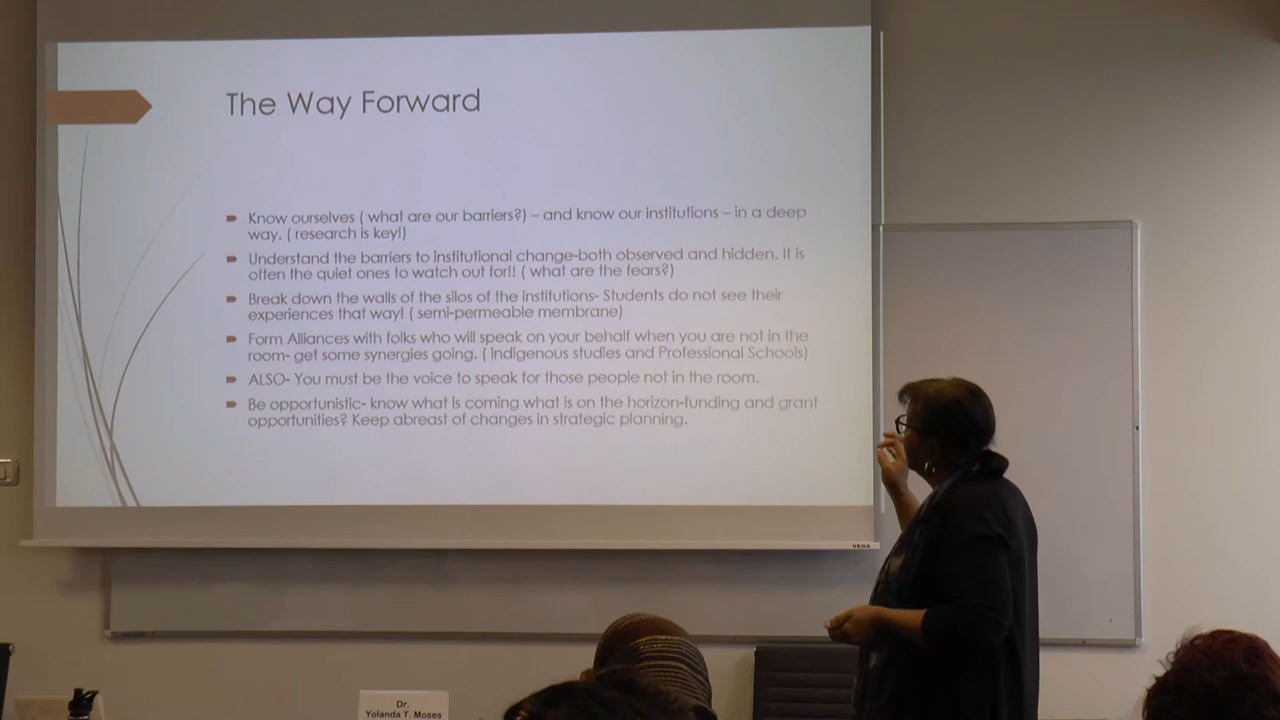 The Way Forward
Know ourselves ( what are our barriers?) – and know our institutions – in a deep
way. ( research is key!)
Understand the barriers to institutional change-both observed and hidden. It is
often the quiet ones to watch out for!! ( what are the fears?)
Break down the walls of the silos of the institutions- Students do not see their
experiences that way! ( semi-permeable membrane)
Form Alliances with folks who will speak on your behalf when you are not in the
room- get some synergies going. ( indigenous studies and Professional Schools)
ALSO- You must be the voice to speak for those people not in the room.
Be opportunistic- know what is coming what is on the horizon-funding and grant
opportunities? Keep abreast of changes in strategic planning.
VEGA
Dr.
Yolanda T. Moses